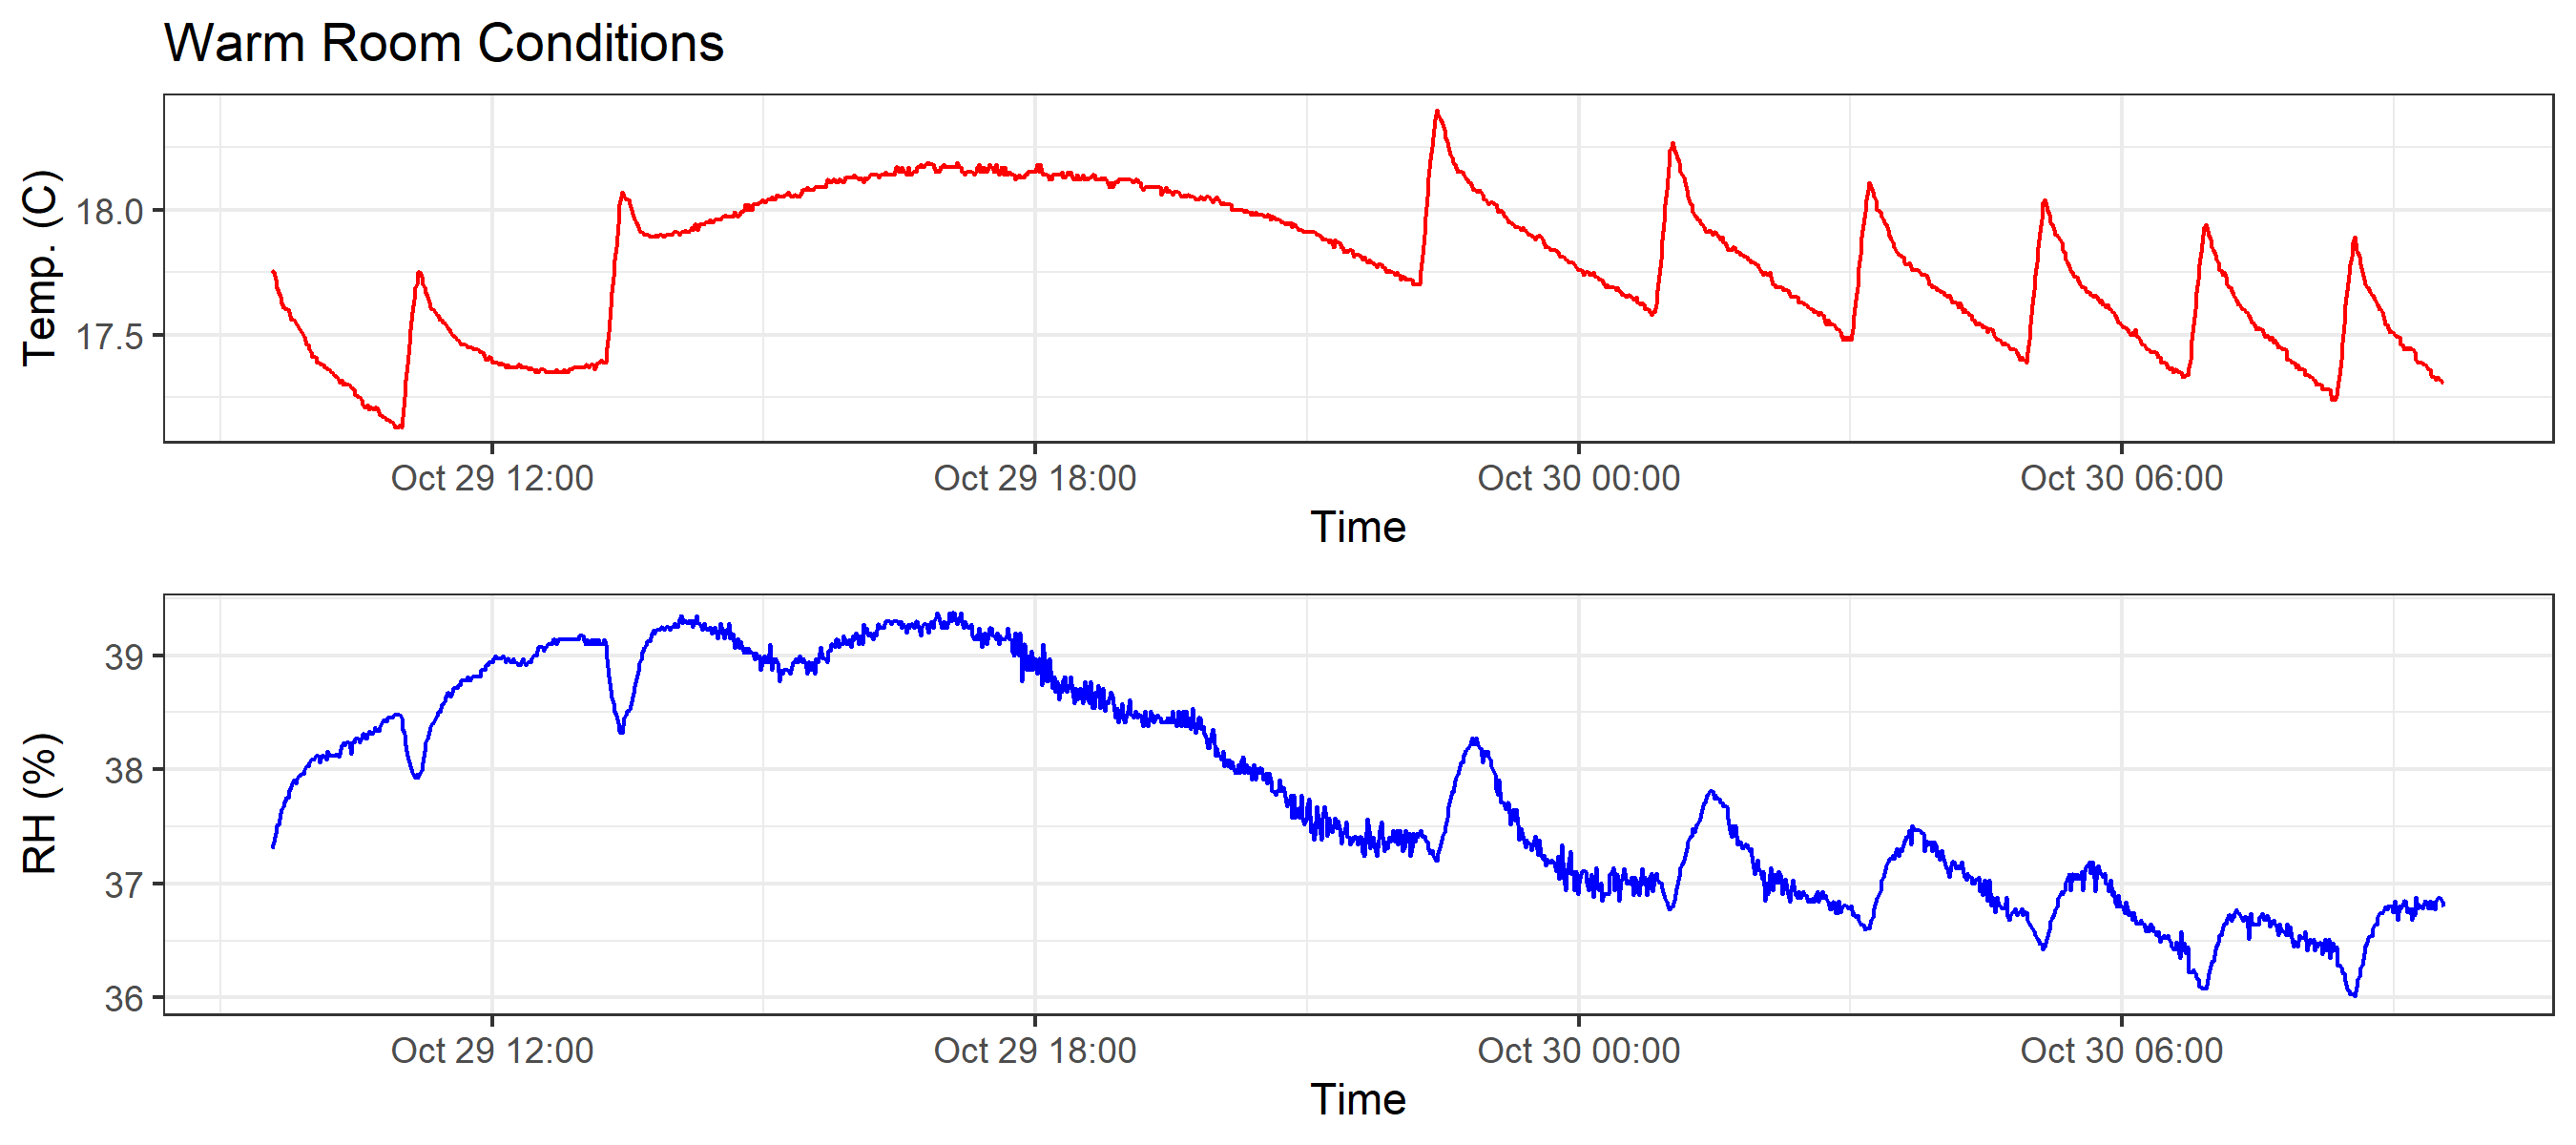 Warm Room Conditions
Temp. (C)
18.0
17.5
Oct 29 12:00 Oct 29 18:00 Oct 30 00:00 Oct 30 06:00
Time
RH (%)
39
38
37
36
Oct 29 12:00 Oct 29 18:00 Oct 30 00:00 Oct 30 06:00
Time